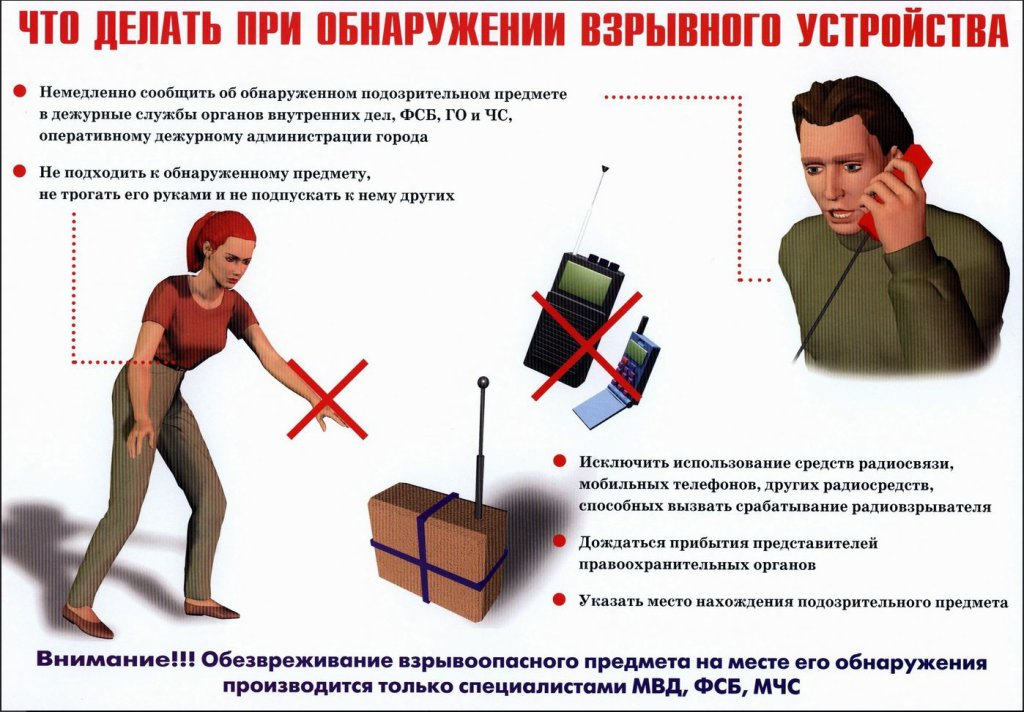 ЧТО ДЕЛАТЬ ПРИ ОБНАРУЖЕНИИ ВЗРЫВНОГО УСТРОЙСТВА
Немедленно сообщить об обнаруженном подозрительном предмете
в дежурные службы органов внутренних дел, ФСБ, ГО и ЧС,
оперативному дежурному администрации города
Не подходить к обнаруженному предмету,
не трогать его руками и не подпускать к нему других
Исключить использование средств радиосвязи,
мобильных телефонов, других радиосредств,
способных вызвать срабатывание радиовзрывателя
Дождаться прибытия представителей
правоохранительных органов
Указать место нахождения подозрительного предмета
Внимание!!! Обезвреживание взрывоопасного предмета на месте его обнаружения
производится только специалистами МВД, ФСБ, МЧС